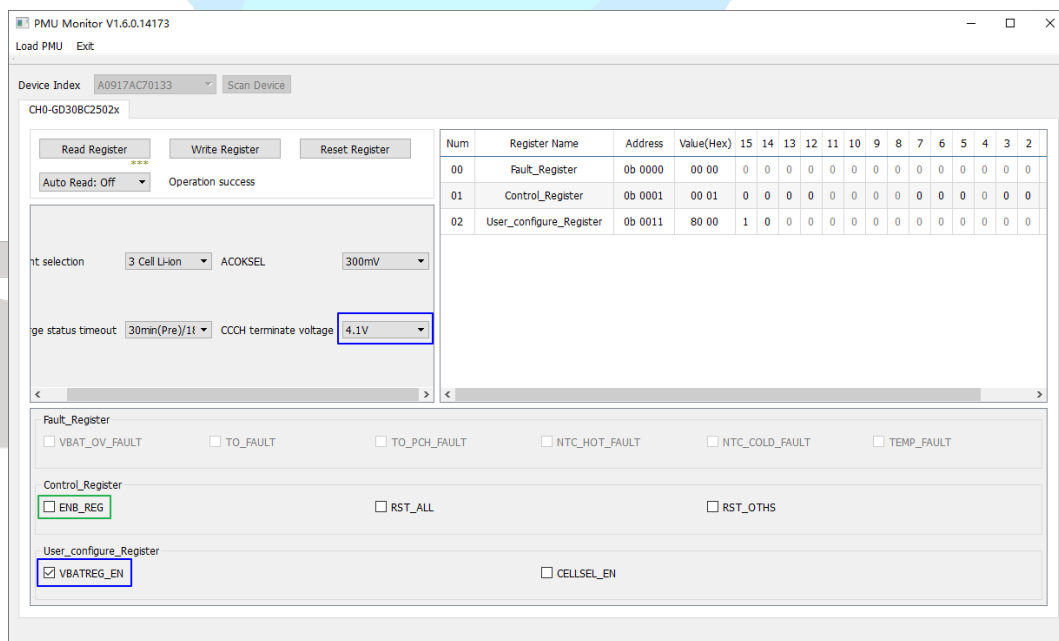 PMU Monitor V1.6.0.14173
Load PMU Exit
Device Index A0917AC70133 Scan Device
CH0-GD30BC2502x
Read Register Write Register Reset Register
***
Auto Read: Off Operation success
nt selection 3 Cell Li-ion ACOKSEL 300mV
rge status timeout 30min(Pre)/18 CCCH terminate voltage 4.1V
Num Register Name Address Value(Hex) 15 14 13 12 11 10 9 8 7 6 5 4 3 2
00 Fault_Register 0b 0000 00 00 0 0 0 0 0 0 0 0 0 0 0 0 0 0
01 Control_Register 0b 0001 00 01 0 0 0 0 0 0 0 0 0 0 0 0 0 0
02 User_configure_Register 0b 0011 80 00 1 0 0 0 0 0 0 0 0 0 0 0 0 0
Fault_Register
VBAT_OV_FAULT TO_FAULT TO_PCH_FAULT NTC_HOT_FAULT NTC_COLD_FAULT TEMP_FAULT
Control_Register
ENB_REG RST_ALL RST_OTHS
User_configure_Register
VBATREG_EN CELLSEL_EN